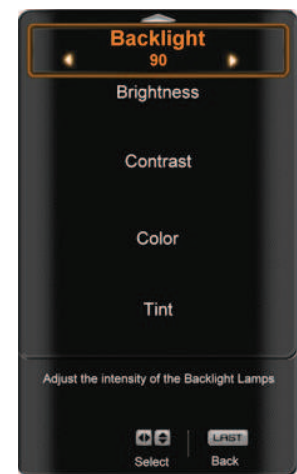 Backlight
90
Brightness
Contrast
Color
Tint
Adjust the intensity of the Backlight Lamps
LAST
Select Back